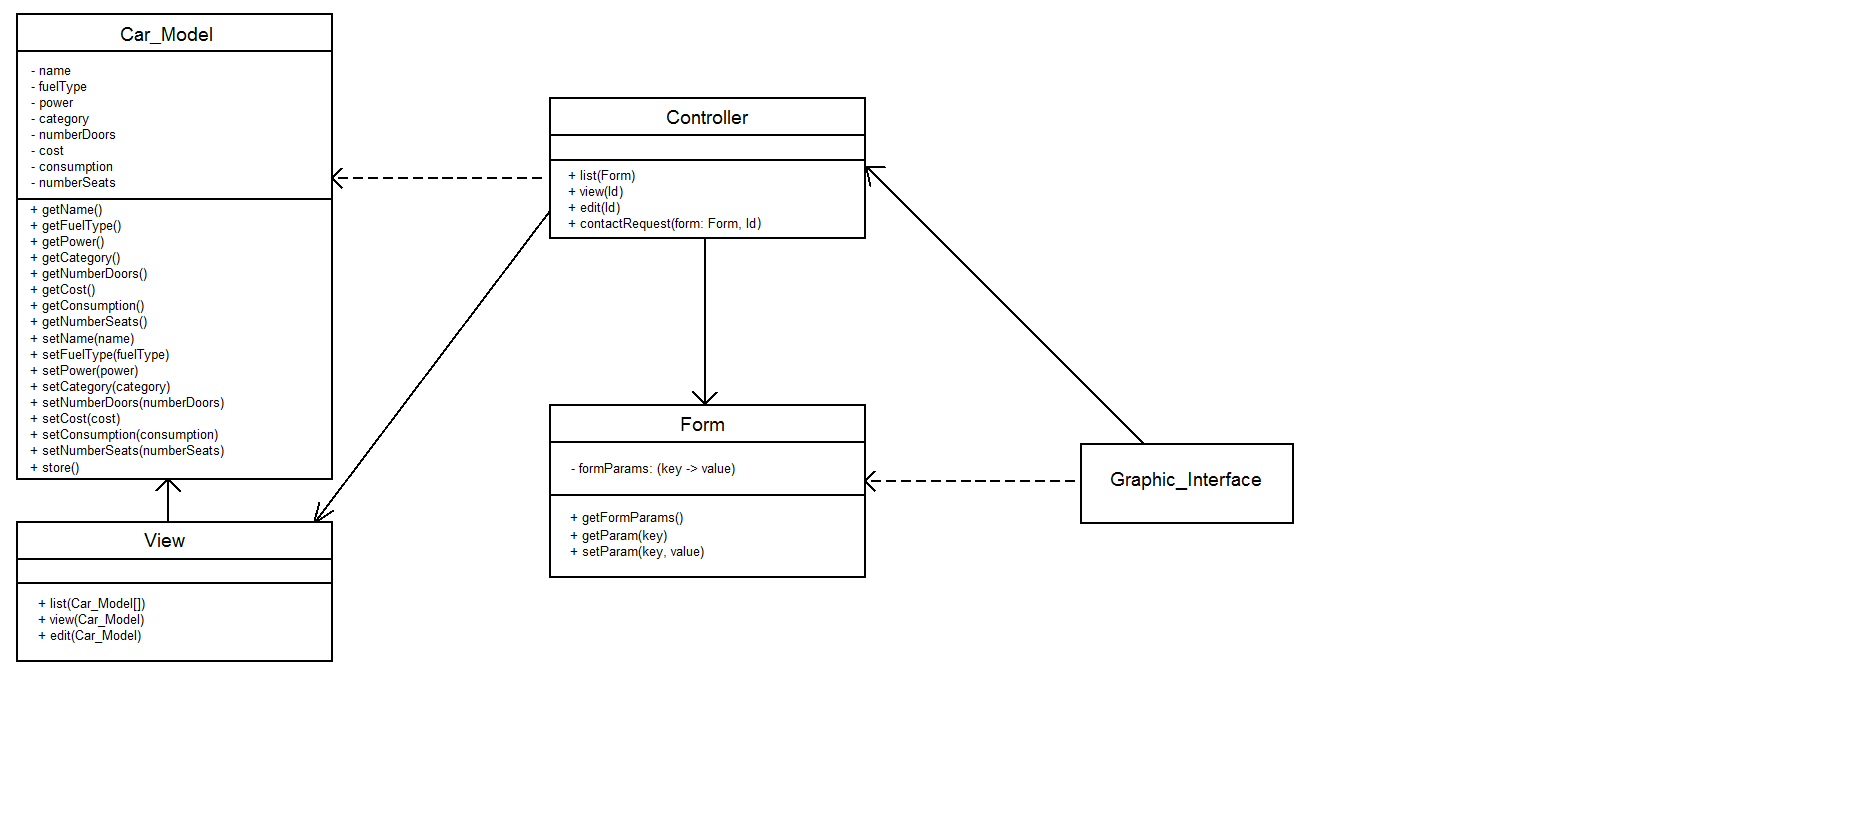 Car_Model
- name
- fuelType
- power
- category
- numberDoors
- cost
- consumption
- numberSeats
+ getName()
+ getFuelType()
+ getPower()
+ getCategory()
+ getNumberDoors()
+ getCost()
+ getConsumption()
+ getNumberSeats()
+ setName(name)
+ setFuelType(fuelType)
+ setPower(power)
+ setCategory(category)
+ setNumberDoors(numberDoors)
+ setCost(cost)
+ setConsumption(consumption)
+ setNumberSeats(numberSeats)
+ store()
View
+ list(Car_Model[])
+ view(Car_Model)
+ edit(Car_Model)
Controller
+ list(Form)
+ view(Id)
+ edit(Id)
+ contactRequest(form: Form, Id)
Form
- formParams: (key -> value)
+ getFormParams()
+ getParam(key)
+ setParam(key, value)
Graphic_Interface